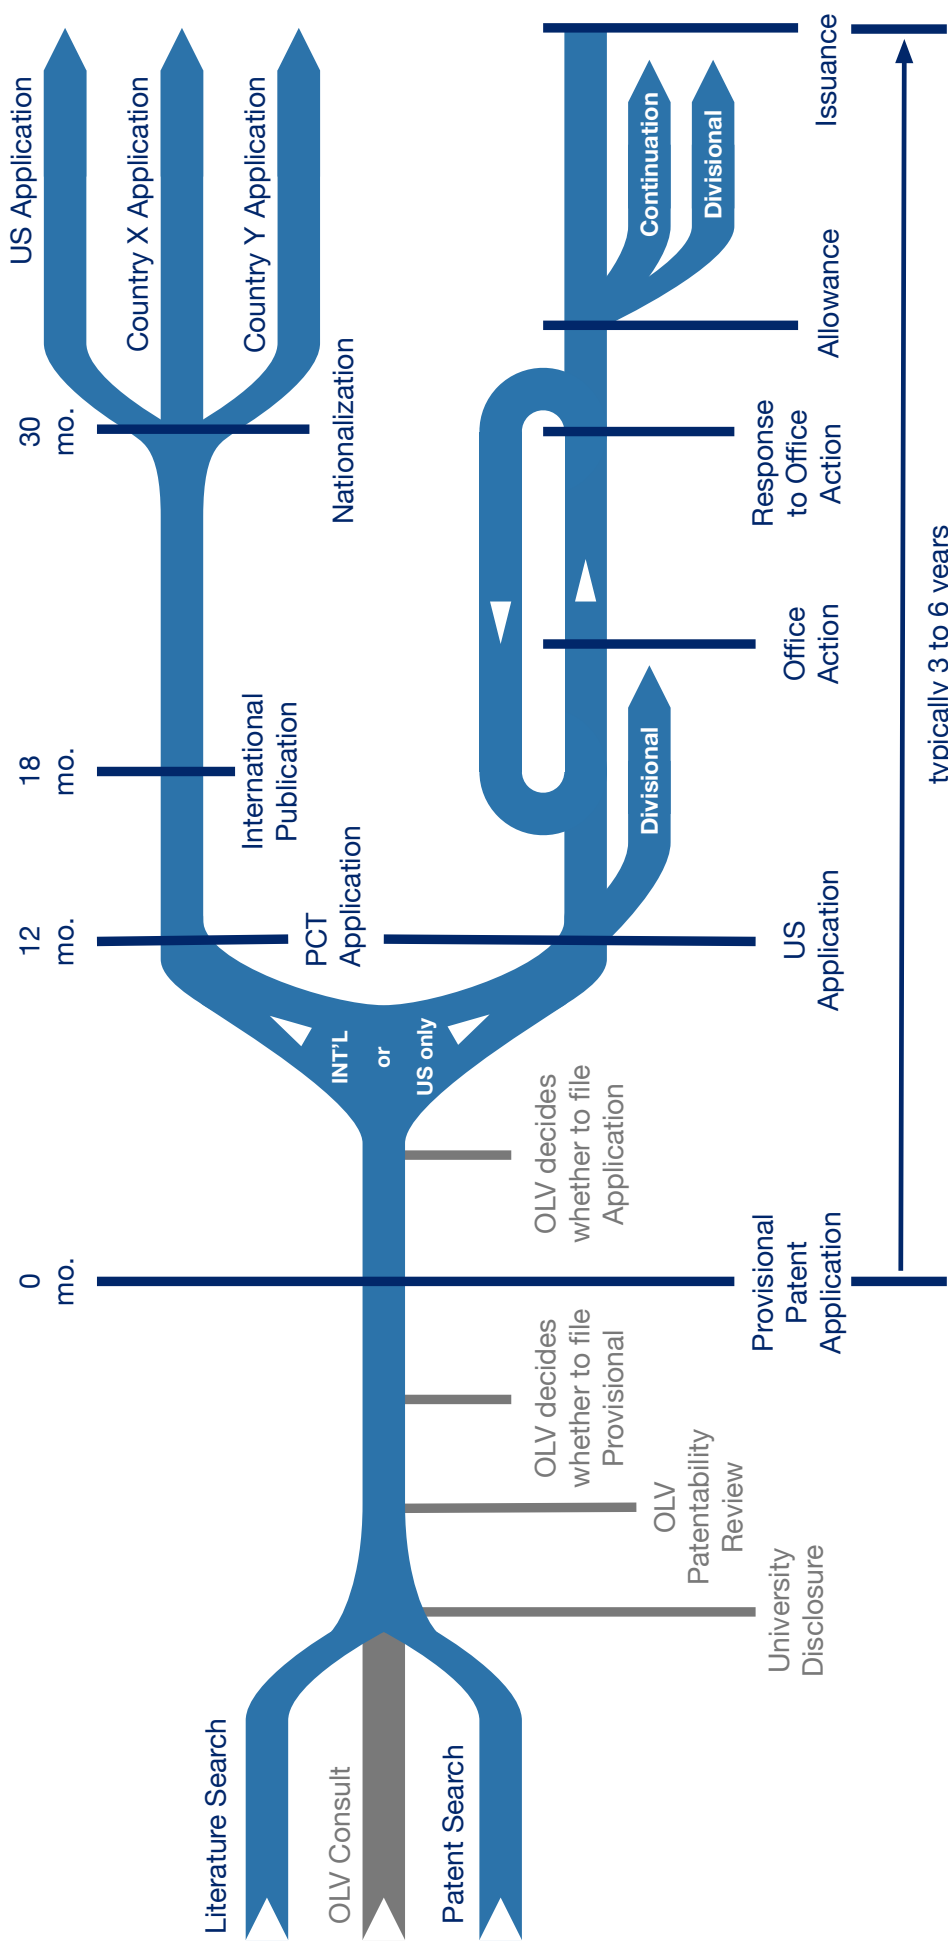 Literature Search
OLV Consult
Patent Search
University
Disclosure
OLV
Patentability
Review
OLV decides
whether to file
Provisional
0
mo.
Provisional
Patent
Application
OLV decides
whether to file
Application
INT'L
or
US only
12
mo.
PCT
Application
US
Application
18
mo.
International
Publication
Divisional
Office
Action
Response
to Office
Action
30
mo.
Nationalization
US Application
Country X Application
Country Y Application
Allowance
Continuation
Divisional
Issuance
typically 3 to 6 years